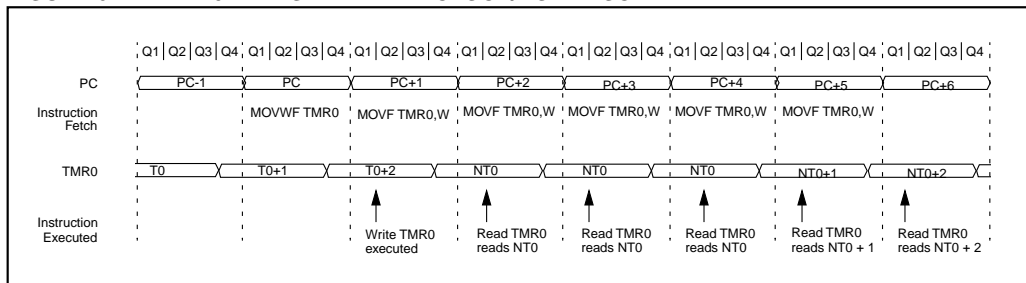 Q1 Q2 Q3 Q4 Q1 Q2 Q3 Q4 Q1 Q2 Q3 Q4 Q1 Q2 Q3 Q4 Q1 Q2 Q3 Q4 Q1 Q2 Q3 Q4 Q1 Q2 Q3 Q4 Q1 Q2 Q3 Q4
PC PC-1 PC PC+1 PC+2 PC+3 PC+4 PC+5 PC+6
Instruction
Fetch
MOVWF TMR0 MOVF TMR0,W MOVF TMR0,W MOVF TMR0,W MOVF TMR0,W MOVF TMR0,W
TMR0 T0 T0+1 T0+2 NT0 NT0 NT0 NT0+1 NT0+2
Instruction
Executed
Write TMR0
executed
Read TMR0
reads NT0
Read TMR0
reads NT0
Read TMR0
reads NT0
Read TMR0
reads NT0 + 1
Read TMR0
reads NT0 + 2